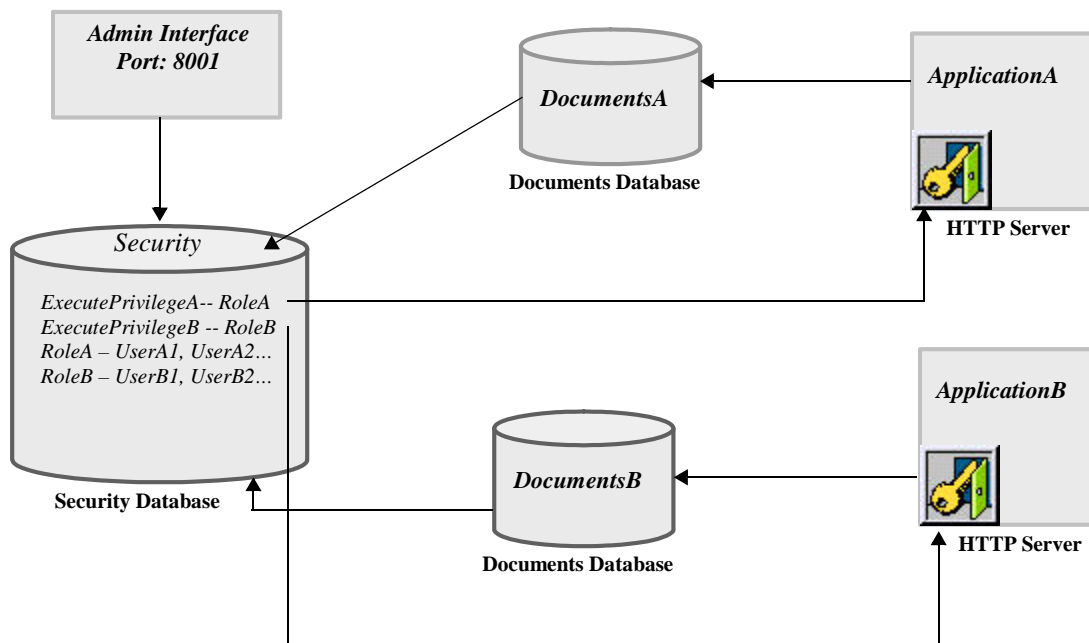 Admin Interface
Port: 8001
DocumentsA
Documents Database
ApplicationA
HTTP Server
Security
ExecutePrivilegeA-- RoleA
ExecutePrivilegeB -- RoleB
RoleA – UserA1, UserA2…
RoleB – UserB1, UserB2…
Security Database
DocumentsB
Documents Database
ApplicationB
HTTP Server